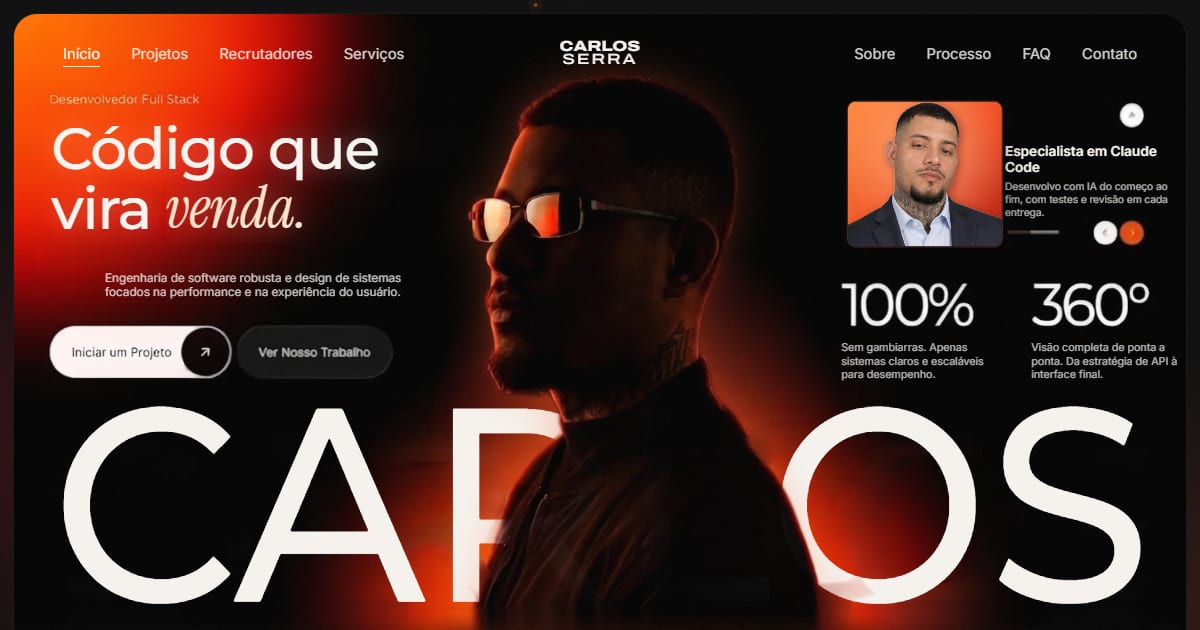 Início Projetos Recrutadores Serviços
CARLOS
SERRA
Sobre Processo FAQ Contato
Desenvolvedor Full Stack
Código que
vira venda.
Engenharia de software robusta e design de sistemas
focados na performance e na experiência do usuário.
Iniciar um Projeto
Ver Nosso Trabalho
Especialista em Claude
Code
Desenvolvo com IA do começo ao
fim, com testes e revisão em cada
entrega.
100%
Sem gambiarras. Apenas
sistemas claros e escaláveis
para desempenho.
360º
Visão completa de ponta a
ponta. Da estratégia de API à
interface final.
CARLOS